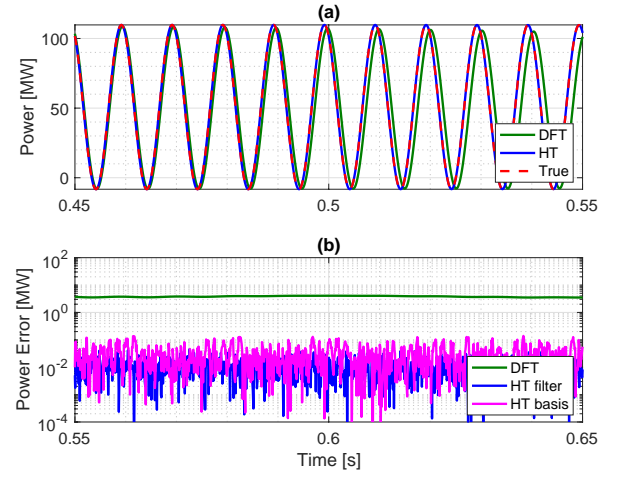 (a)
Power [MW]
100
50
0
DFT
HT
True
0.45
0.5
0.55
(b)
Power Error [MW]
10^2
10^0
10^-2
10^-4
DFT
HT filter
HT basis
0.55
0.6
0.65
Time [s]